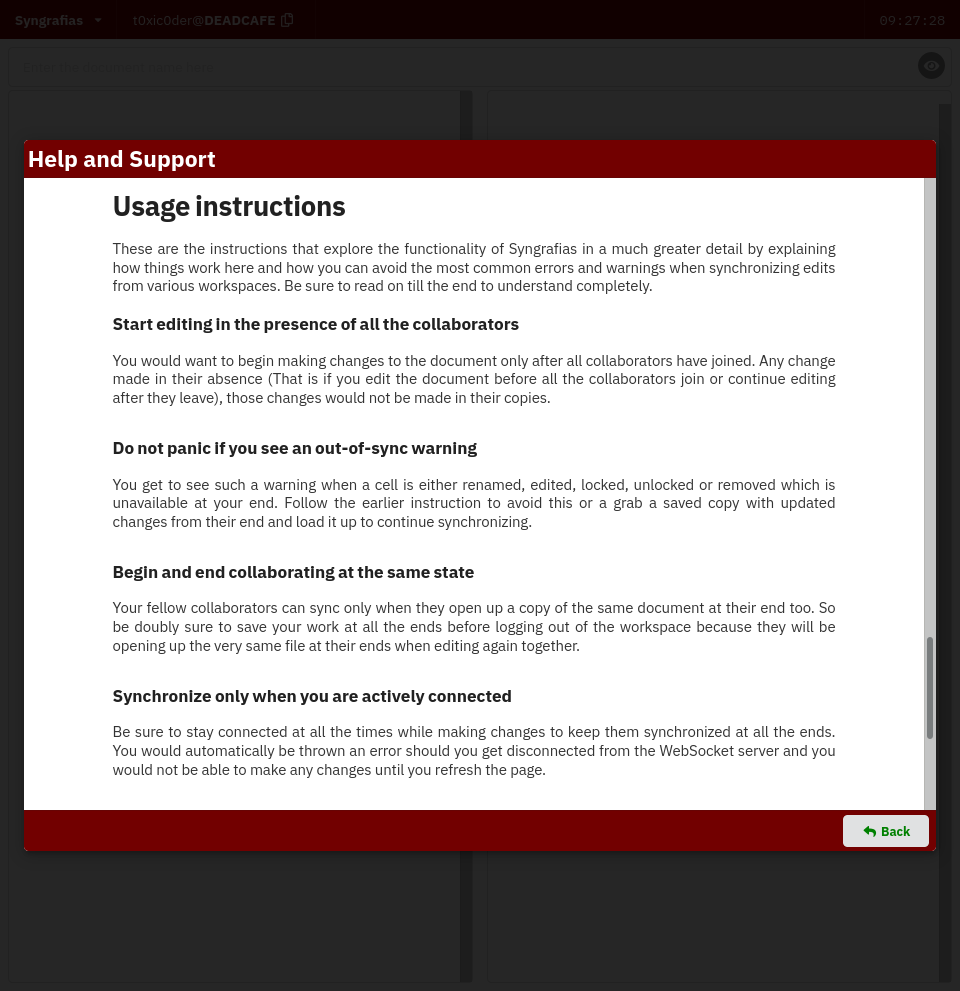 Syngrafias t0xic0der@DEADCAFE 09:27:28
Enter the document name here
Help and Support
Usage instructions
These are the instructions that explore the functionality of Syngrafias in a much greater detail by explaining
how things work here and how you can avoid the most common errors and warnings when synchronizing edits
from various workspaces. Be sure to read on till the end to understand completely.
Start editing in the presence of all the collaborators
You would want to begin making changes to the document only after all collaborators have joined. Any change
made in their absence (That is if you edit the document before all the collaborators join or continue editing
after they leave), those changes would not be made in their copies.
Do not panic if you see an out-of-sync warning
You get to see such a warning when a cell is either renamed, edited, locked, unlocked or removed which is
unavailable at your end. Follow the earlier instruction to avoid this or a grab a saved copy with updated
changes from their end and load it up to continue synchronizing.
Begin and end collaborating at the same state
Your fellow collaborators can sync only when they open up a copy of the same document at their end too. So
be doubly sure to save your work at all the ends before logging out of the workspace because they will be
opening up the very same file at their ends when editing again together.
Synchronize only when you are actively connected
Be sure to stay connected at all the times while making changes to keep them synchronized at all the ends.
You would automatically be thrown an error should you get disconnected from the WebSocket server and you
would not be able to make any changes until you refresh the page.
Back